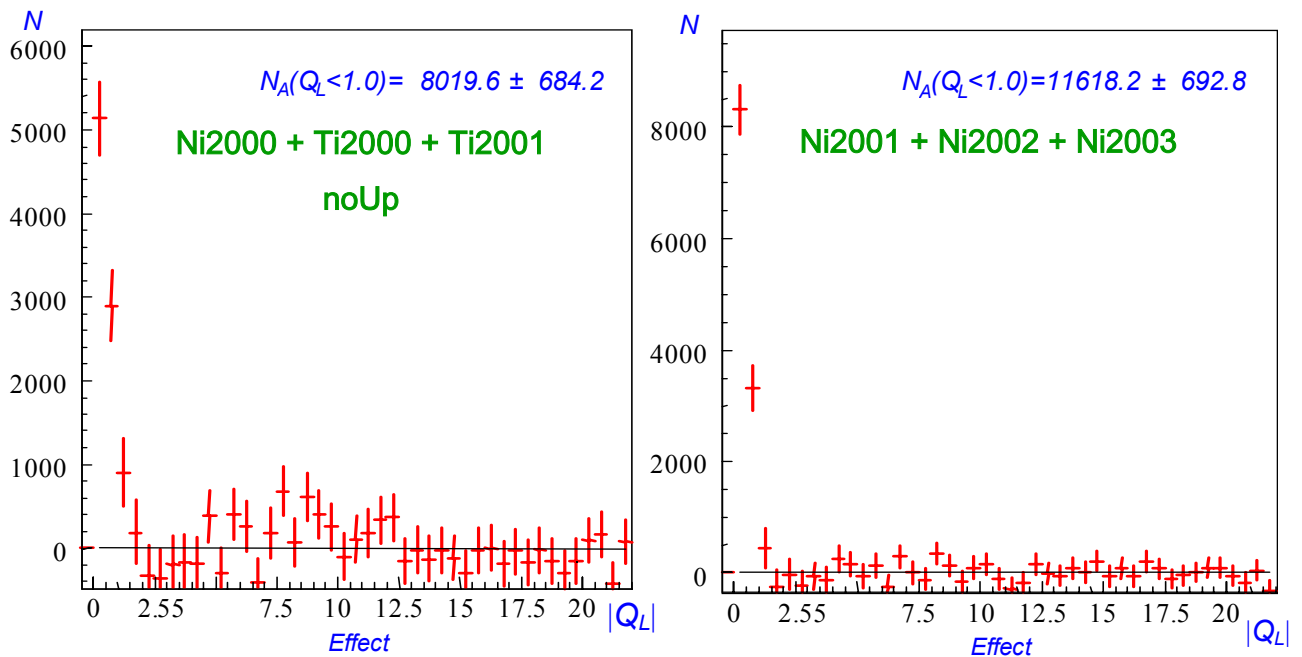 N
6000
5000
4000
3000
2000
1000
0
N_A(Q_L<1.0)= 8019.6 ± 684.2
Ni2000 + Ti2000 + Ti2001
noUp
0 2.55 7.5 10 12.5 15 17.5 20
|Q_L|
Effect
N
8000
6000
4000
2000
0
N_A(Q_L<1.0)=11618.2 ± 692.8
Ni2001 + Ni2002 + Ni2003
0 2.55 7.5 10 12.5 15 17.5 20
|Q_L|
Effect